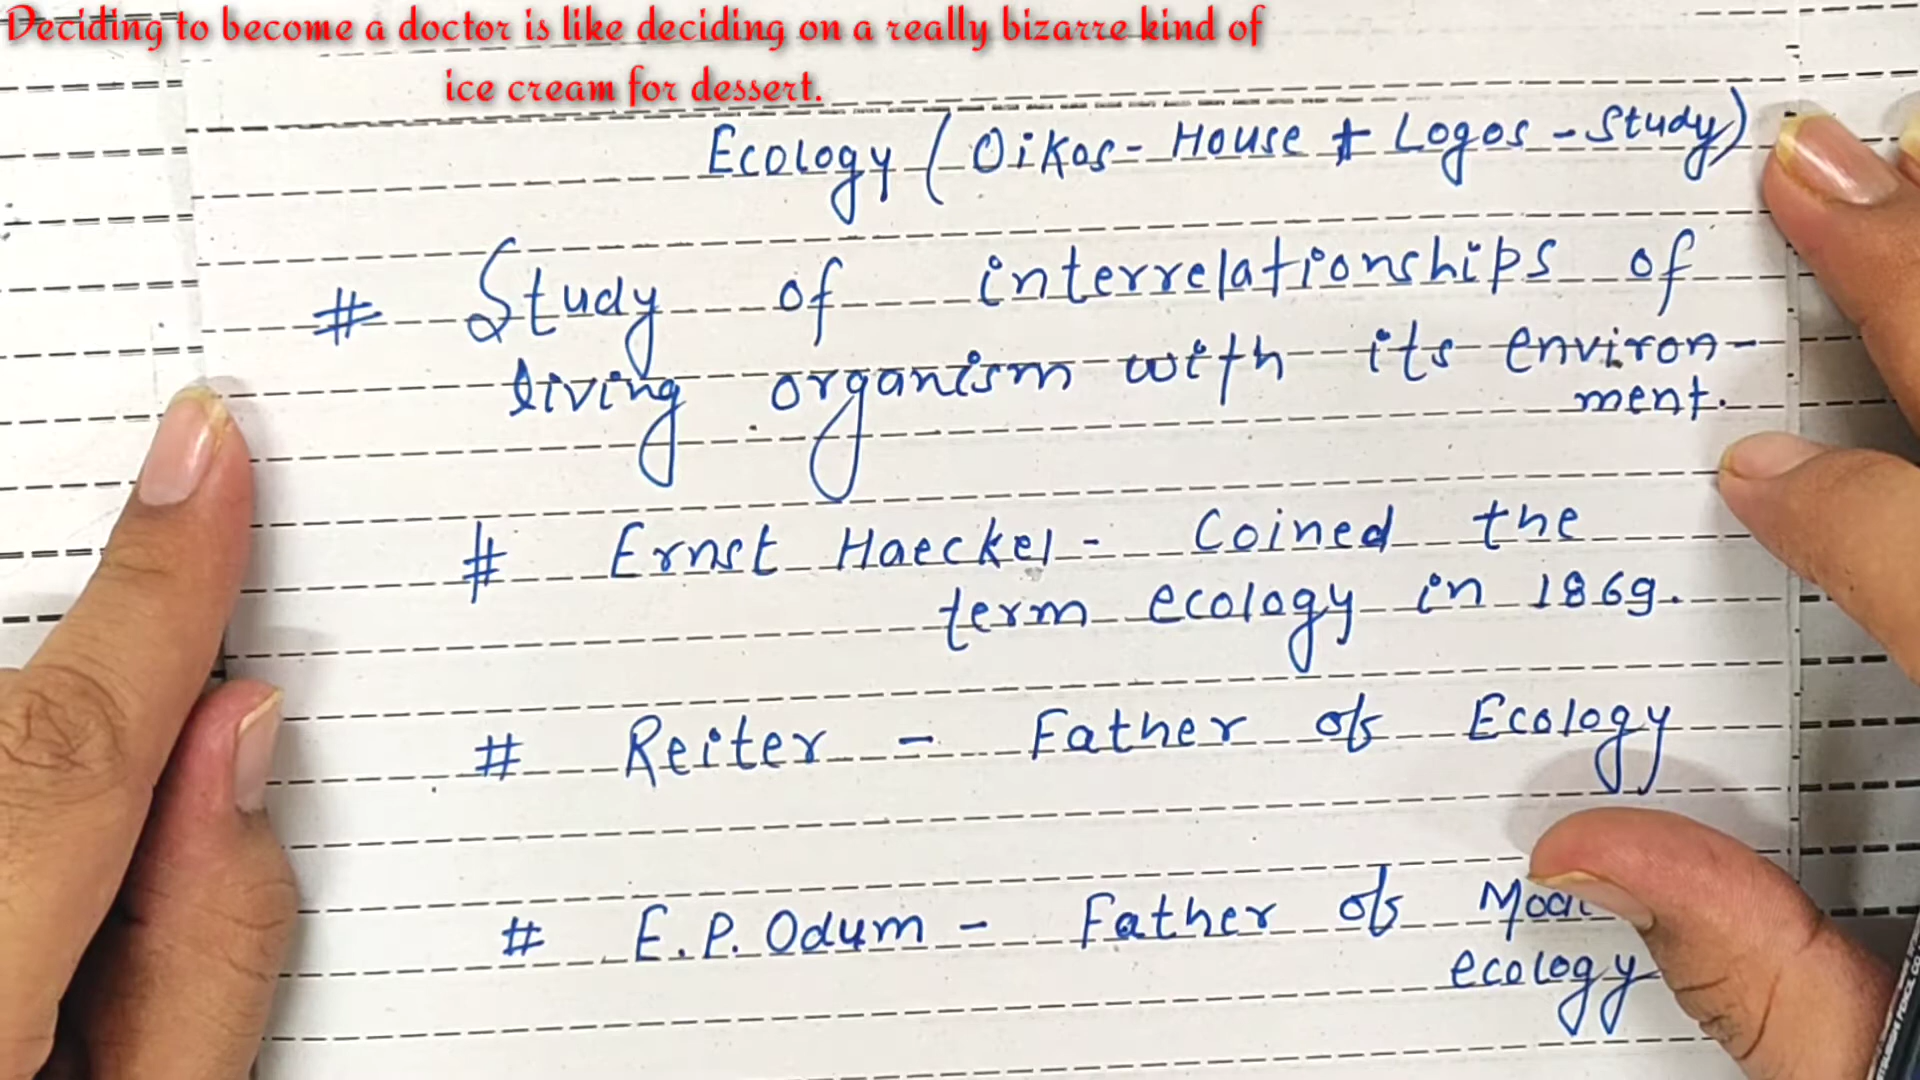 Deciding to become a doctor is like deciding on a really bizarre kind of
ice cream for dessert.
Ecology (Oikos - House + Logos - Study)
# Study of interrelationships of
living organism with its environ-
ment.
# Ernst Haeckel - Coined the
term ecology in 1869.
# Reiter - Father of Ecology
# E.P. Odum - Father of
ecology